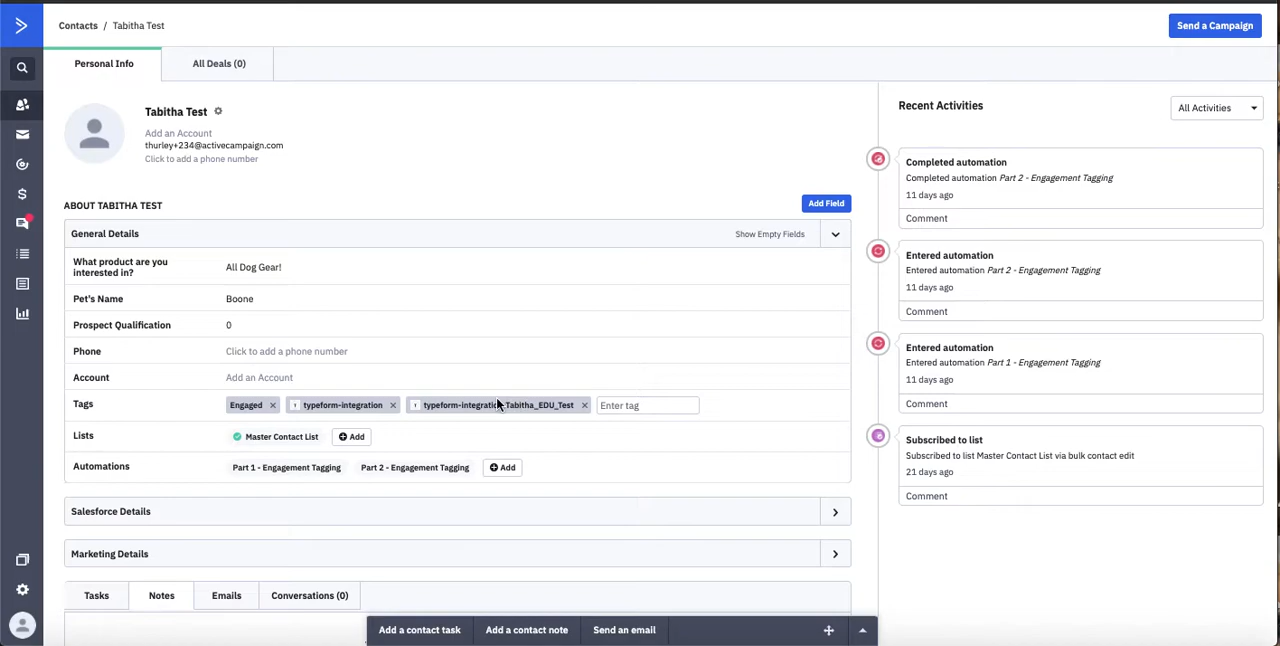 Contacts / Tabitha Test
Send a Campaign
Personal Info
All Deals (0)
Tabitha Test
Add an Account
thurley+234@activecampaign.com
Click to add a phone number
ABOUT TABITHA TEST
Add Field
General Details
Show Empty Fields
What product are you
interested in?
All Dog Gear!
Pet's Name
Boone
Prospect Qualification
0
Phone
Click to add a phone number
Account
Add an Account
Tags
Engaged
typeform-integration
typeform-integratio Tabitha_EDU_Test
Enter tag
Lists
Master Contact List
Add
Automations
Part 1 - Engagement Tagging
Part 2 - Engagement Tagging
Add
Salesforce Details
Marketing Details
Tasks
Notes
Emails
Conversations (0)
Add a contact task
Add a contact note
Send an email
Recent Activities
All Activities
Completed automation
Completed automation Part 2 - Engagement Tagging
11 days ago
Comment
Entered automation
Entered automation Part 2 - Engagement Tagging
11 days ago
Comment
Entered automation
Entered automation Part 1 - Engagement Tagging
11 days ago
Comment
Subscribed to list
Subscribed to list Master Contact List via bulk contact edit
21 days ago
Comment